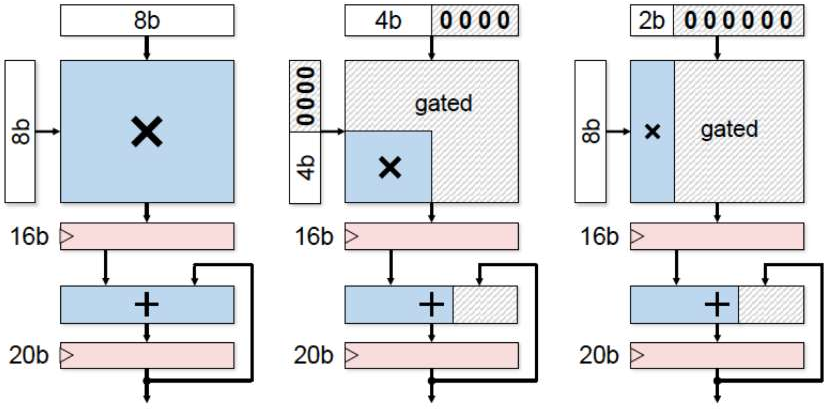 8b
8b
×
16b
+
20b
4b 0000
0000
4b
gated
×
16b
+
20b
2b 000000
8b
×
gated
16b
+
20b